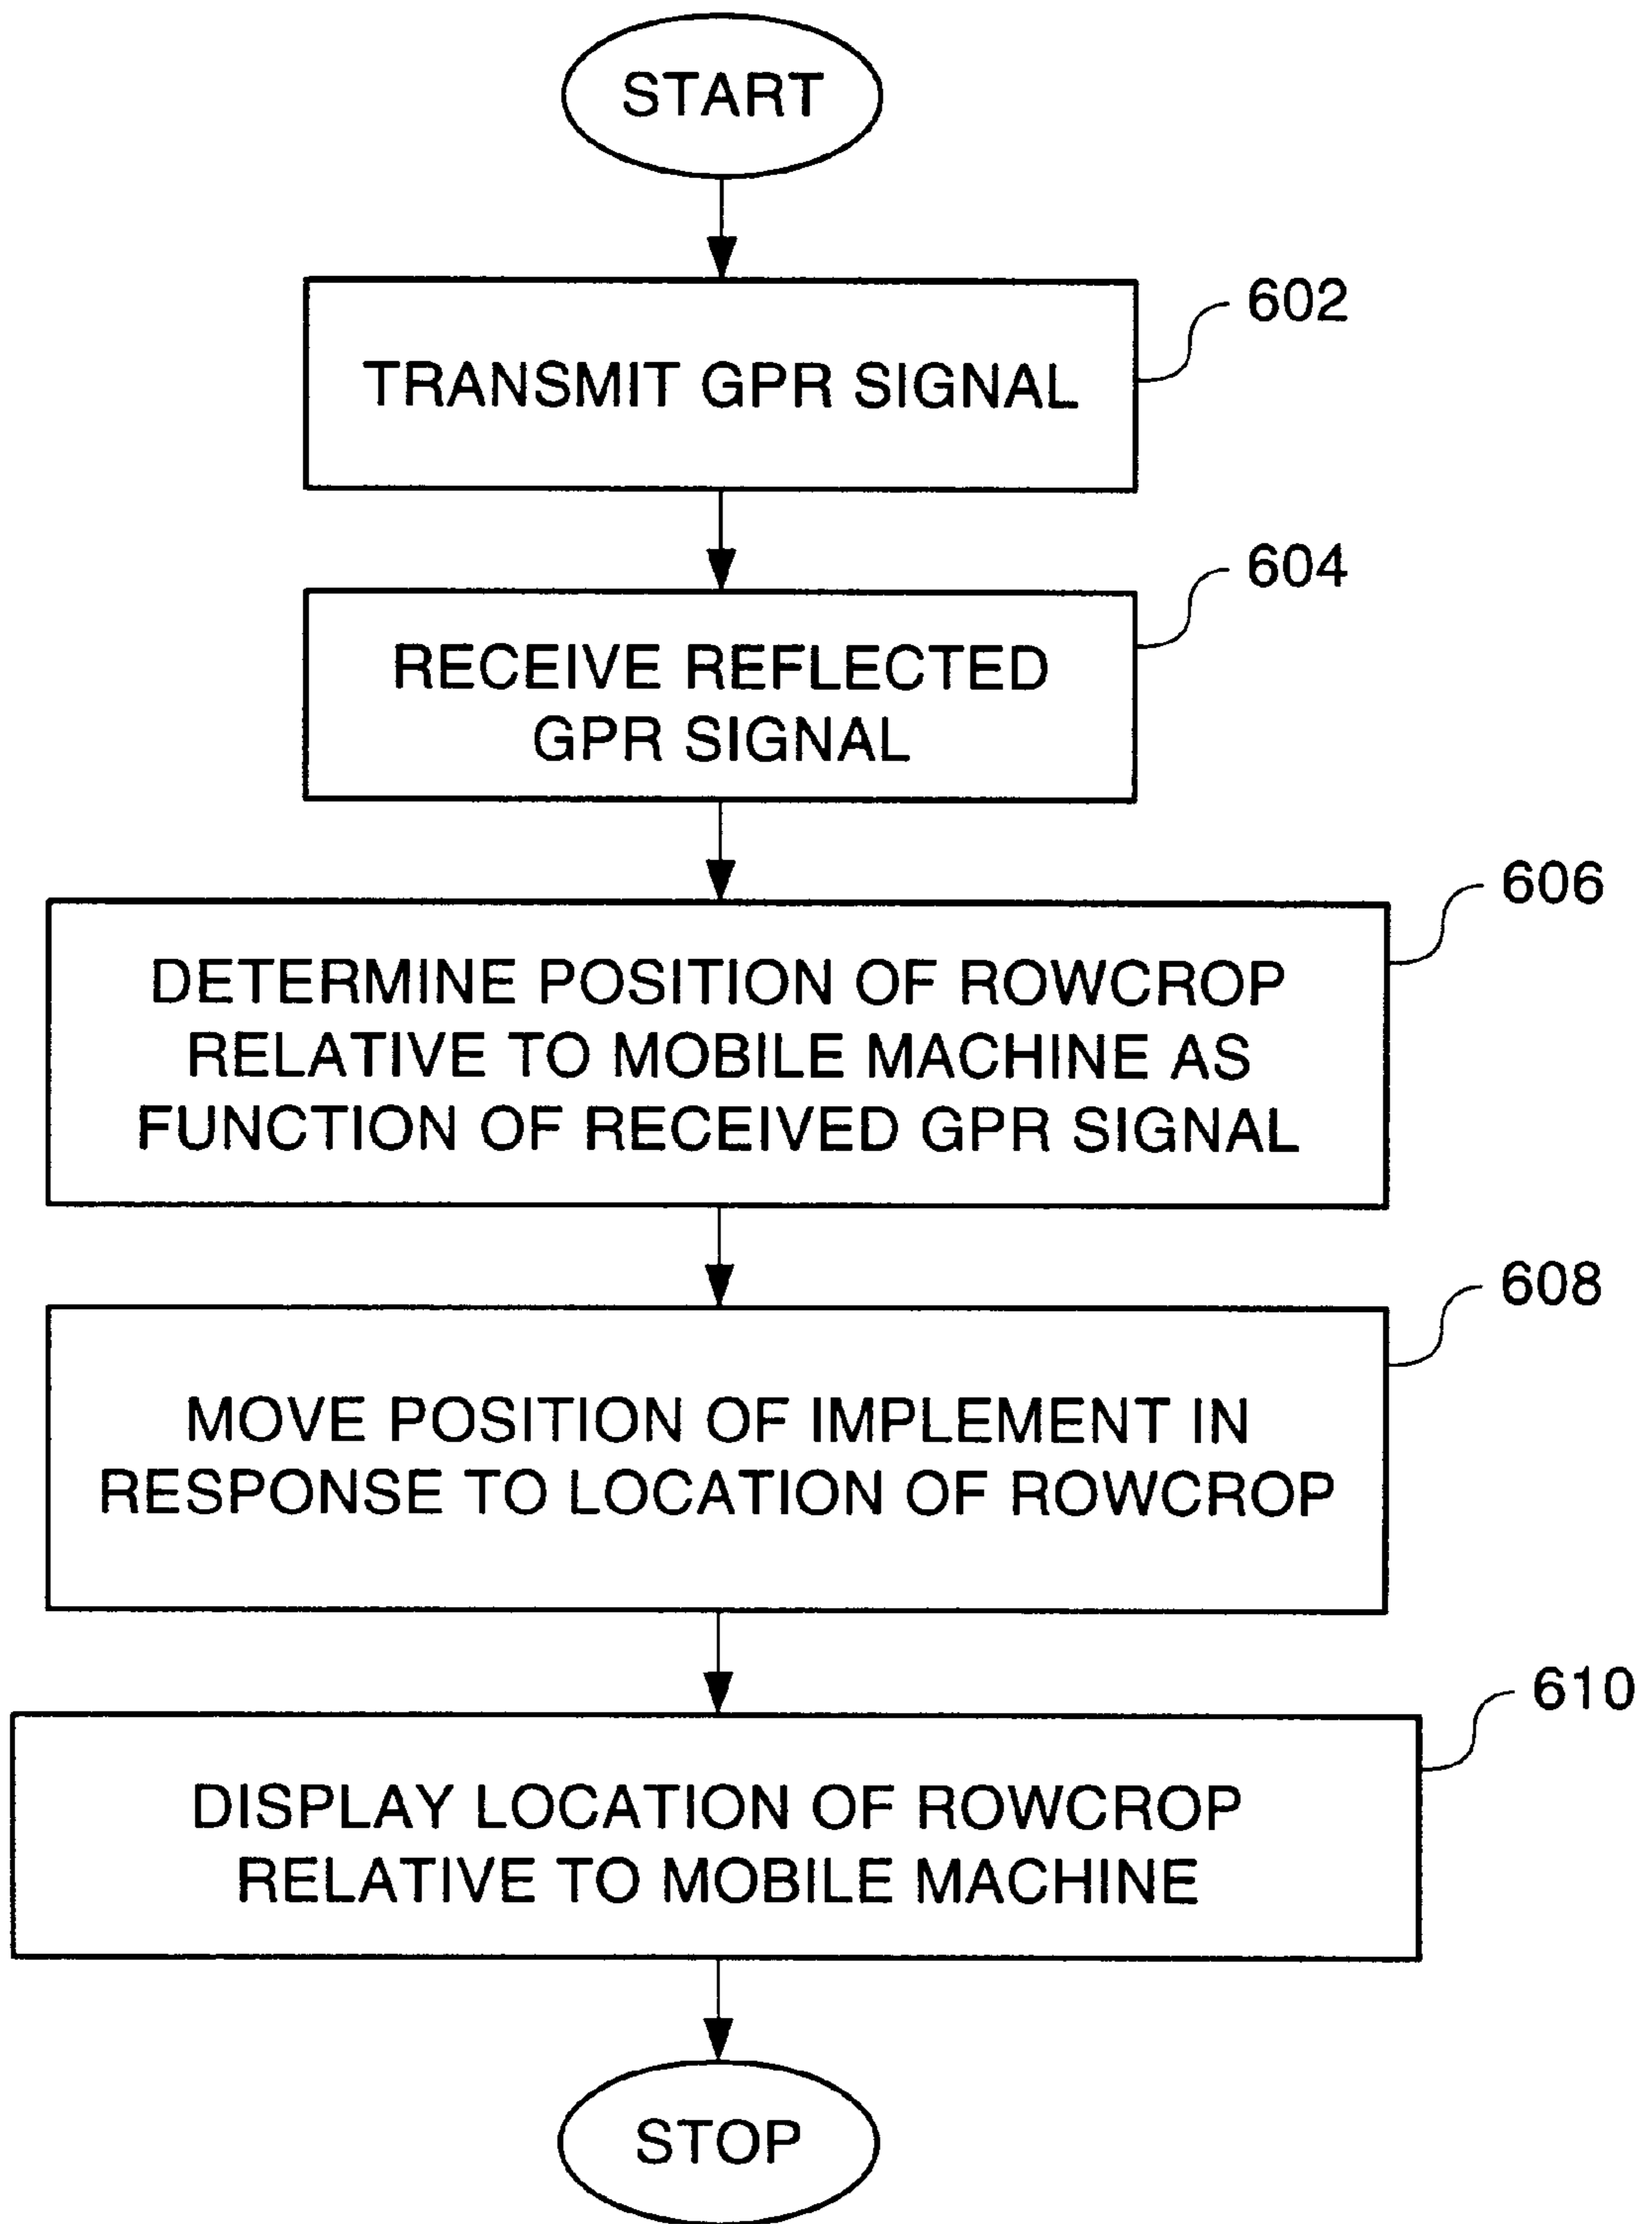 START
602
TRANSMIT GPR SIGNAL
604
RECEIVE REFLECTED
GPR SIGNAL
606
DETERMINE POSITION OF ROWCROP
RELATIVE TO MOBILE MACHINE AS
FUNCTION OF RECEIVED GPR SIGNAL
608
MOVE POSITION OF IMPLEMENT IN
RESPONSE TO LOCATION OF ROWCROP
610
DISPLAY LOCATION OF ROWCROP
RELATIVE TO MOBILE MACHINE
STOP